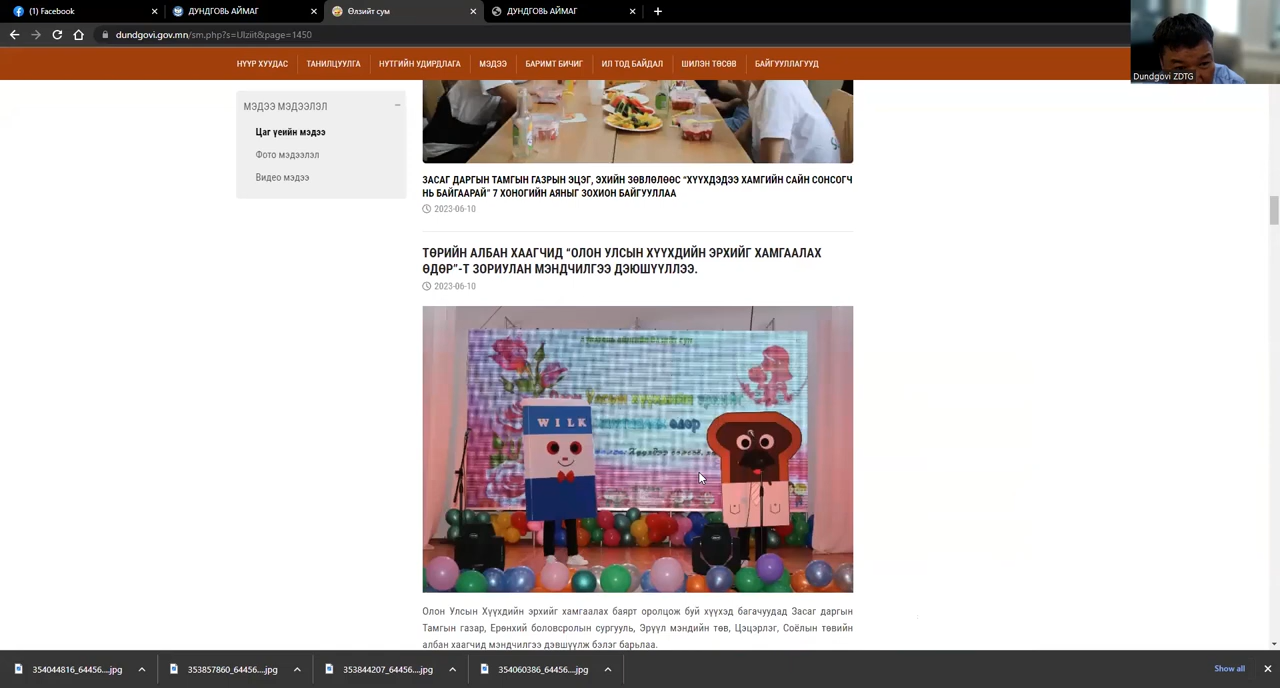 (1) Facebook
ДУНДГОВЬ АЙМАГ
Өлзийт сум
ДУНДГОВЬ АЙМАГ
dundgovi.gov.mn/sm.php?s=Ulziit&page=1450
Dundgovi ZDTG
НҮҮР ХУУДАС
ТАНИЛЦУУЛГА
НУТГИЙН УДИРДЛАГА
МЭДЭЭ
БАРИМТ БИЧИГ
ИЛ ТОД БАЙДАЛ
ШИЛЭН ТӨСӨВ
БАЙГУУЛЛАГУУД
МЭДЭЭ МЭДЭЭЛЭЛ
Цаг үеийн мэдээ
Фото мэдээлэл
Видео мэдээ
ЗАСАГ ДАРГЫН ТАМГЫН ГАЗРЫН ЭЦЭГ, ЭХИЙН ЗӨВЛӨЛӨӨС “ХҮҮХДЭДЭЭ ХАМГИЙН САЙН СОНСОГЧ
НЬ БАЙГААРАЙ” 7 ХОНОГИЙН АЯНЫГ ЗОХИОН БАЙГУУЛЛАА
2023-06-10
ТӨРИЙН АЛБАН ХААГЧИД “ОЛОН УЛСЫН ХҮҮХДИЙН ЭРХИЙГ ХАМГААЛАХ
ӨДӨР”-Т ЗОРИУЛАН МЭНДЧИЛГЭЭ ДЭЮШҮҮЛЛЭЭ.
2023-06-10
WILK
өдөр
Олон Улсын Хүүхдийн эрхийг хамгаалах баярт оролцож буй хүүхэд багачуудад Засаг даргын
Тамгын газар, Ерөнхий боловсролын сургууль, Эрүүл мэндийн төв, Цэцэрлэг, Соёлын төвийн
албан хаагчид мэндчилгээ дэвшүүлж бэлэг барьлаа.
354044816_64456....jpg
353857860_64456....jpg
353844207_64456....jpg
354060386_64456....jpg
Show all